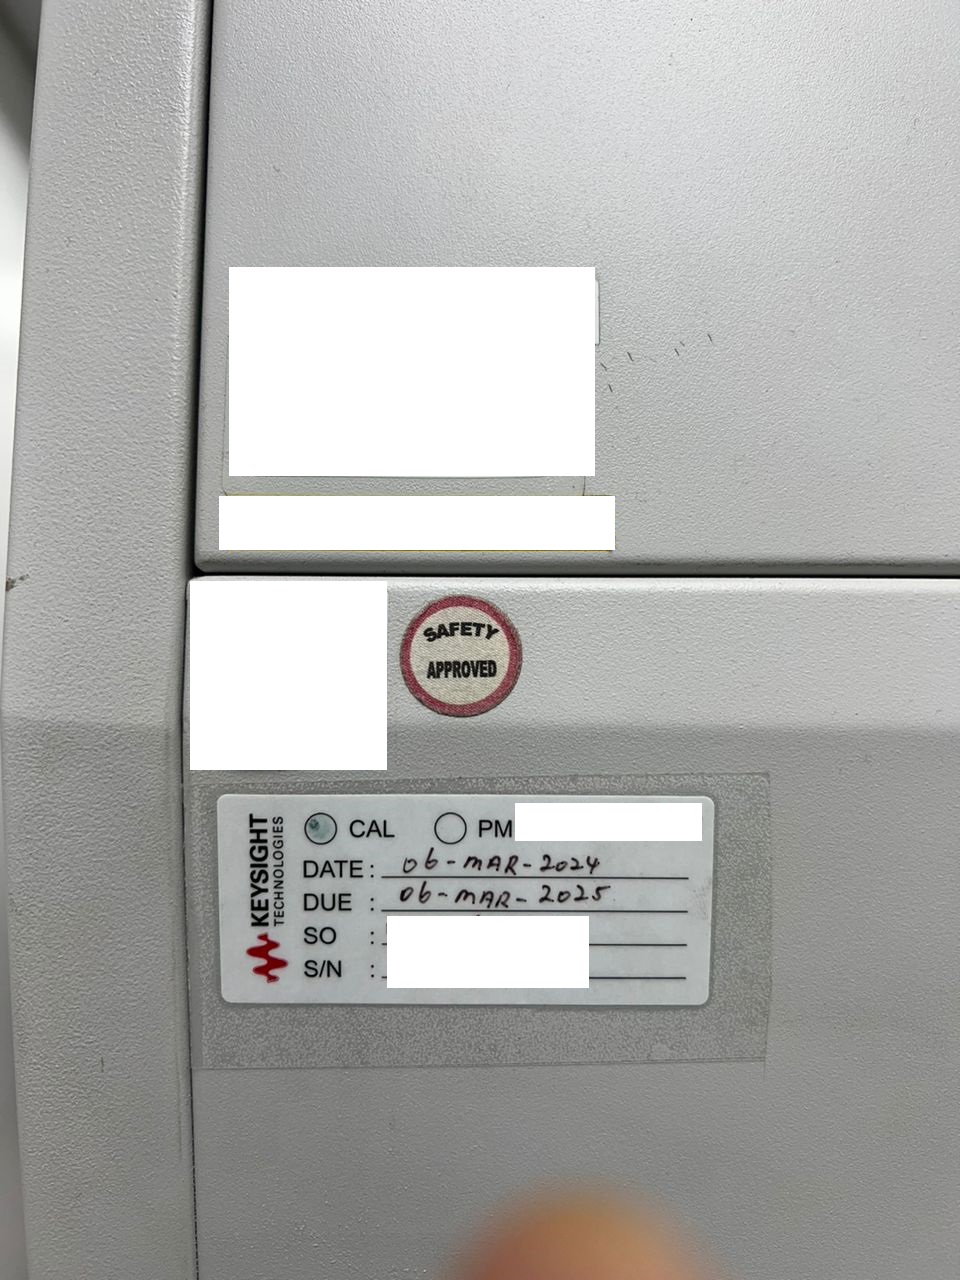 SAFETY
APPROVED
KEYSIGHT
TECHNOLOGIES
CAL PM
DATE : 06-MAR-2024
DUE : 06-MAR-2025
SO :
S/N :